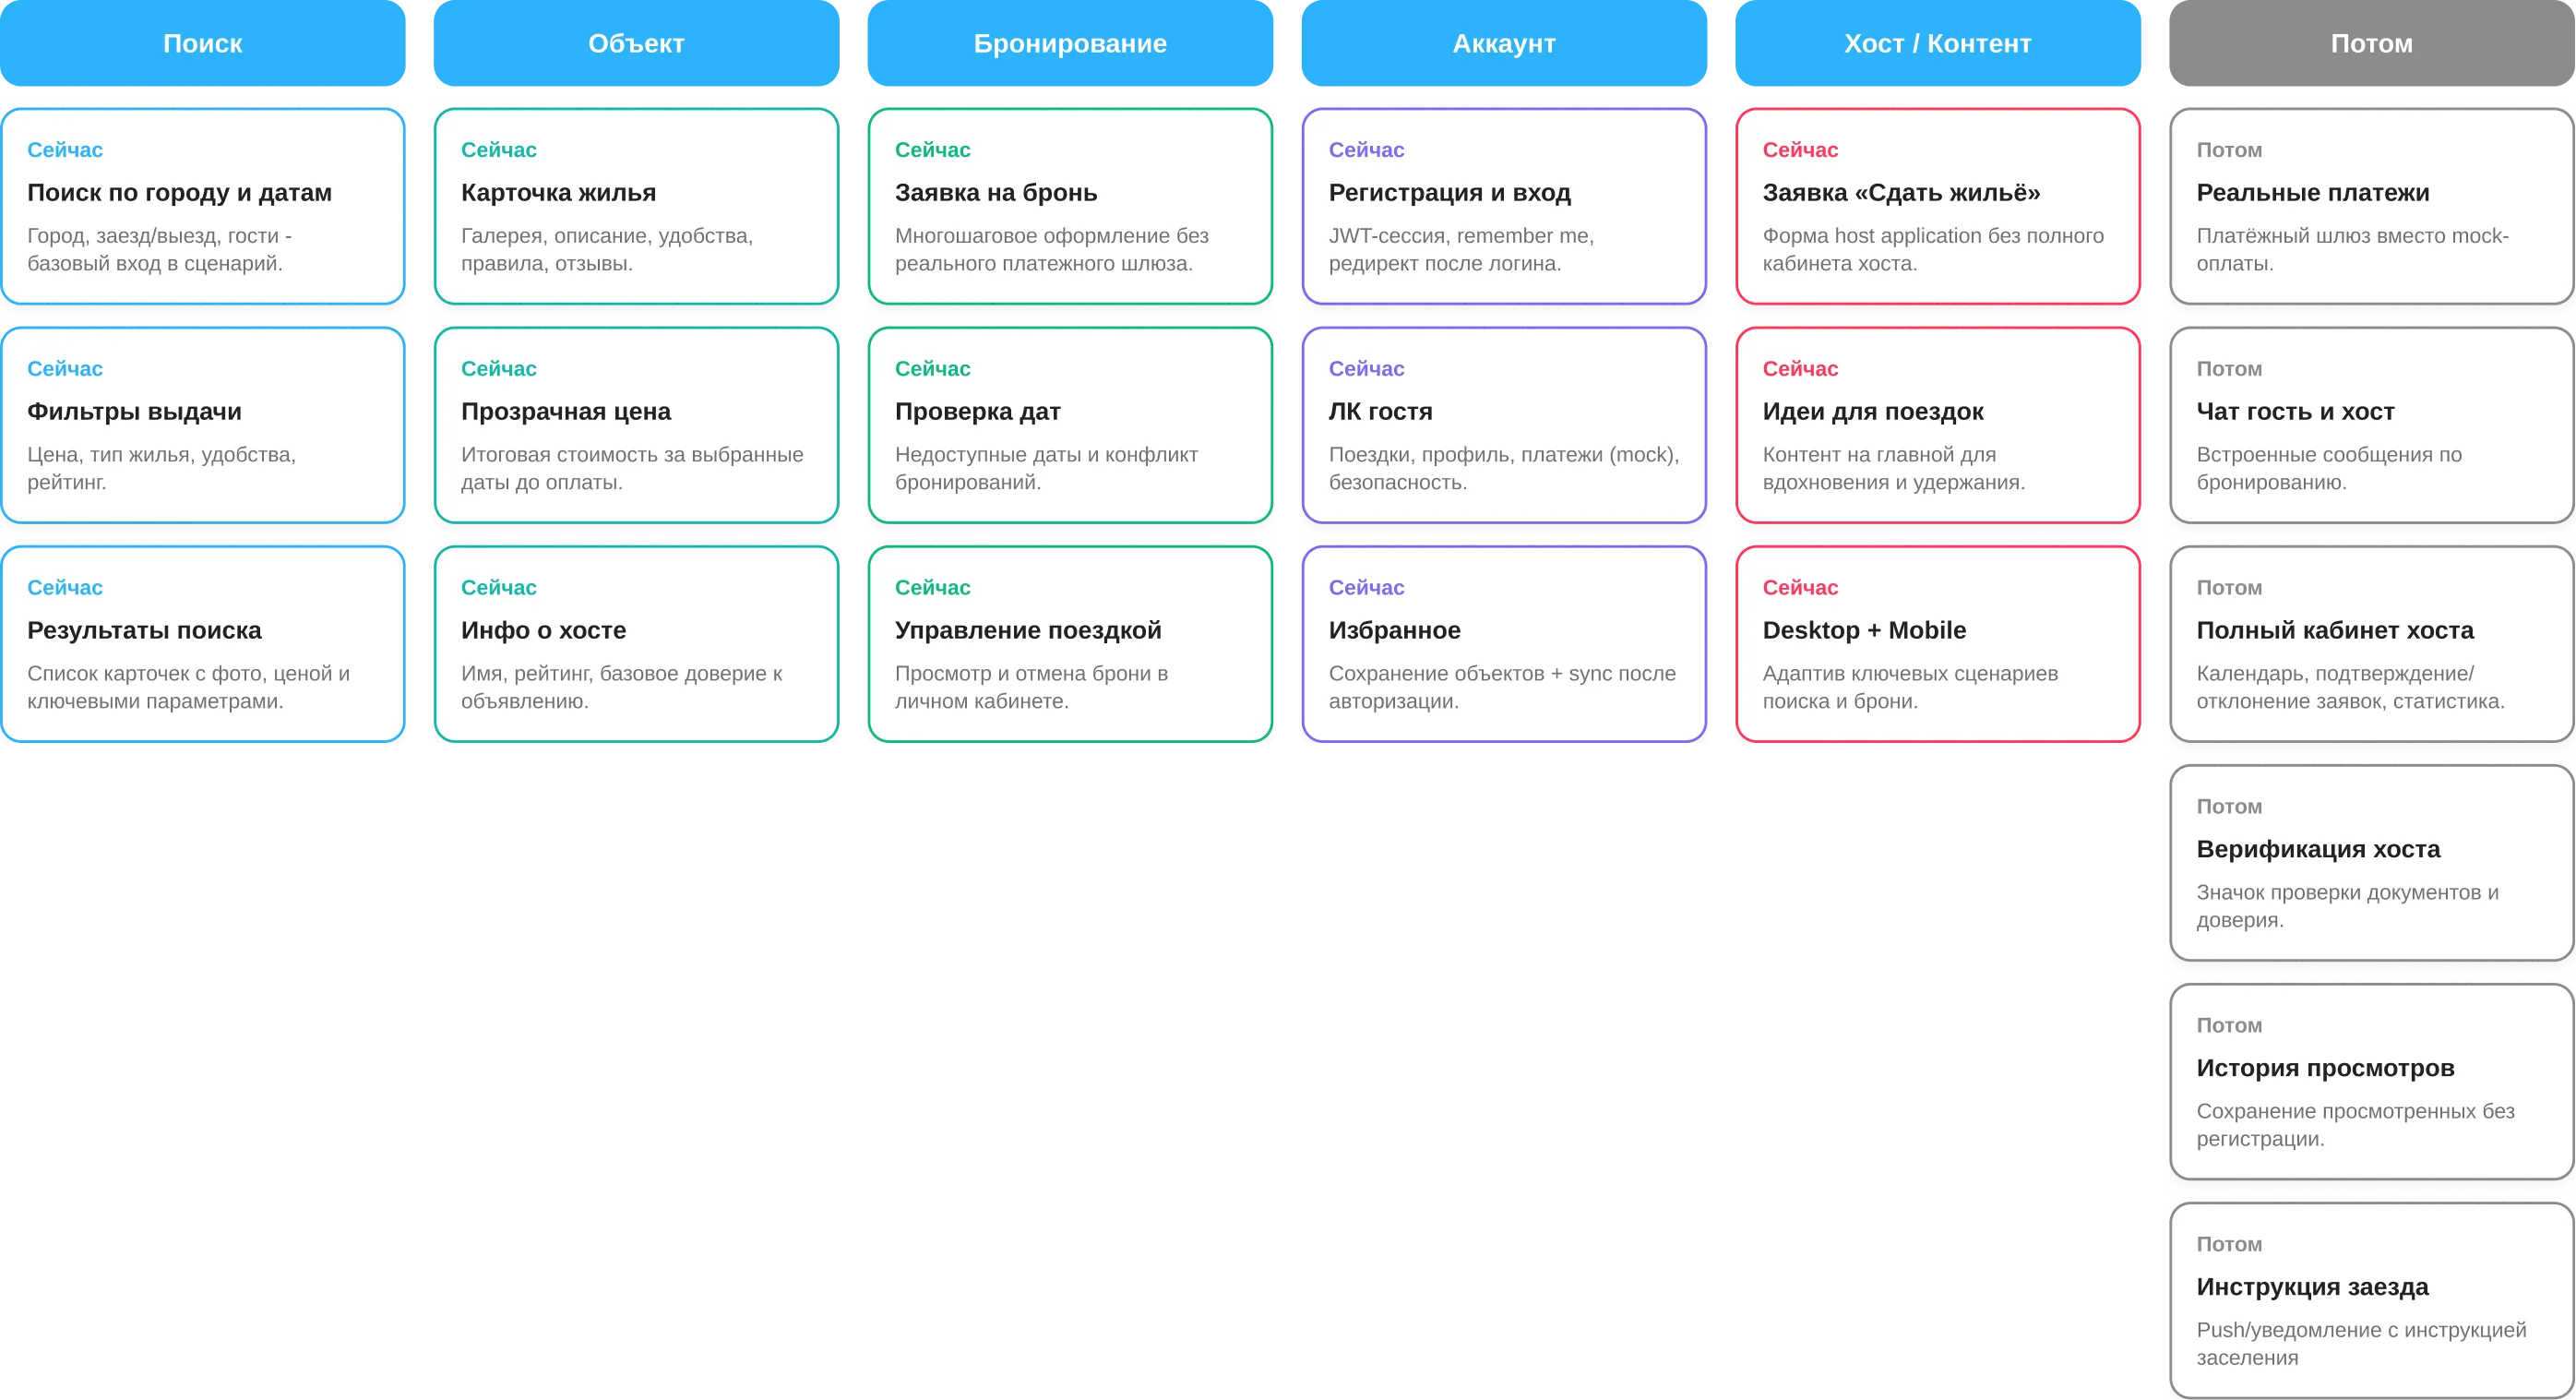 Поиск
Сейчас
Поиск по городу и датам
Город, заезд/выезд, гости -
базовый вход в сценарий.
Сейчас
Фильтры выдачи
Цена, тип жилья, удобства,
рейтинг.
Сейчас
Результаты поиска
Список карточек с фото, ценой и
ключевыми параметрами.
Объект
Сейчас
Карточка жилья
Галерея, описание, удобства,
правила, отзывы.
Сейчас
Прозрачная цена
Итоговая стоимость за выбранные
даты до оплаты.
Сейчас
Инфо о хосте
Имя, рейтинг, базовое доверие к
объявлению.
Бронирование
Сейчас
Заявка на бронь
Многошаговое оформление без
реального платежного шлюза.
Сейчас
Проверка дат
Недоступные даты и конфликт
бронирований.
Сейчас
Управление поездкой
Просмотр и отмена брони в
личном кабинете.
Аккаунт
Сейчас
Регистрация и вход
JWT-сессия, remember me,
редирект после логина.
Сейчас
ЛК гостя
Поездки, профиль, платежи (mock),
безопасность.
Сейчас
Избранное
Сохранение объектов + sync после
авторизации.
Хост / Контент
Сейчас
Заявка «Сдать жильё»
Форма host application без полного
кабинета хоста.
Сейчас
Идеи для поездок
Контент на главной для
вдохновения и удержания.
Сейчас
Desktop + Mobile
Адаптив ключевых сценариев
поиска и брони.
Потом
Потом
Реальные платежи
Платёжный шлюз вместо mock-
оплаты.
Потом
Чат гость и хост
Встроенные сообщения по
бронированию.
Потом
Полный кабинет хоста
Календарь, подтверждение/
отклонение заявок, статистика.
Потом
Верификация хоста
Значок проверки документов и
доверия.
Потом
История просмотров
Сохранение просмотренных без
регистрации.
Потом
Инструкция заезда
Push/уведомление с инструкцией
заселения